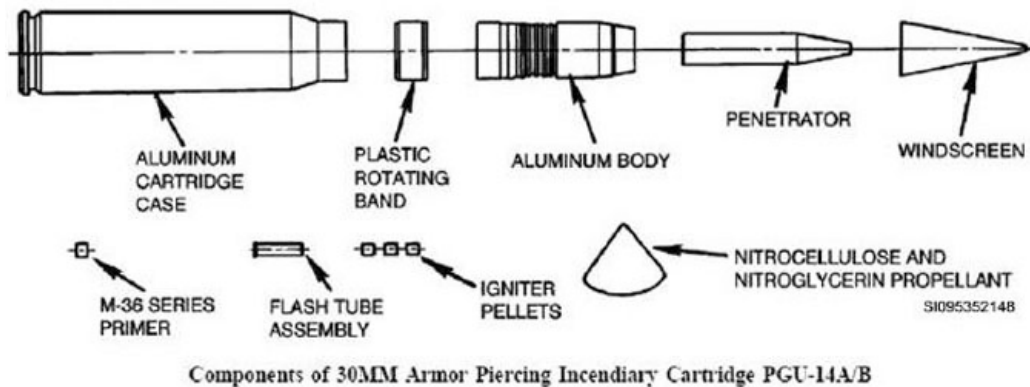 ALUMINUM
CARTRIDGE
CASE
PLASTIC
ROTATING
BAND
ALUMINUM BODY
PENETRATOR
WINDSCREEN
M-36 SERIES
PRIMER
FLASH TUBE
ASSEMBLY
IGNITER
PELLETS
NITROCELLULOSE AND
NITROGLYCERIN PROPELLANT
SI095352148
Components of 30MM Armor Piercing Incendiary Cartridge PGU-14A/B